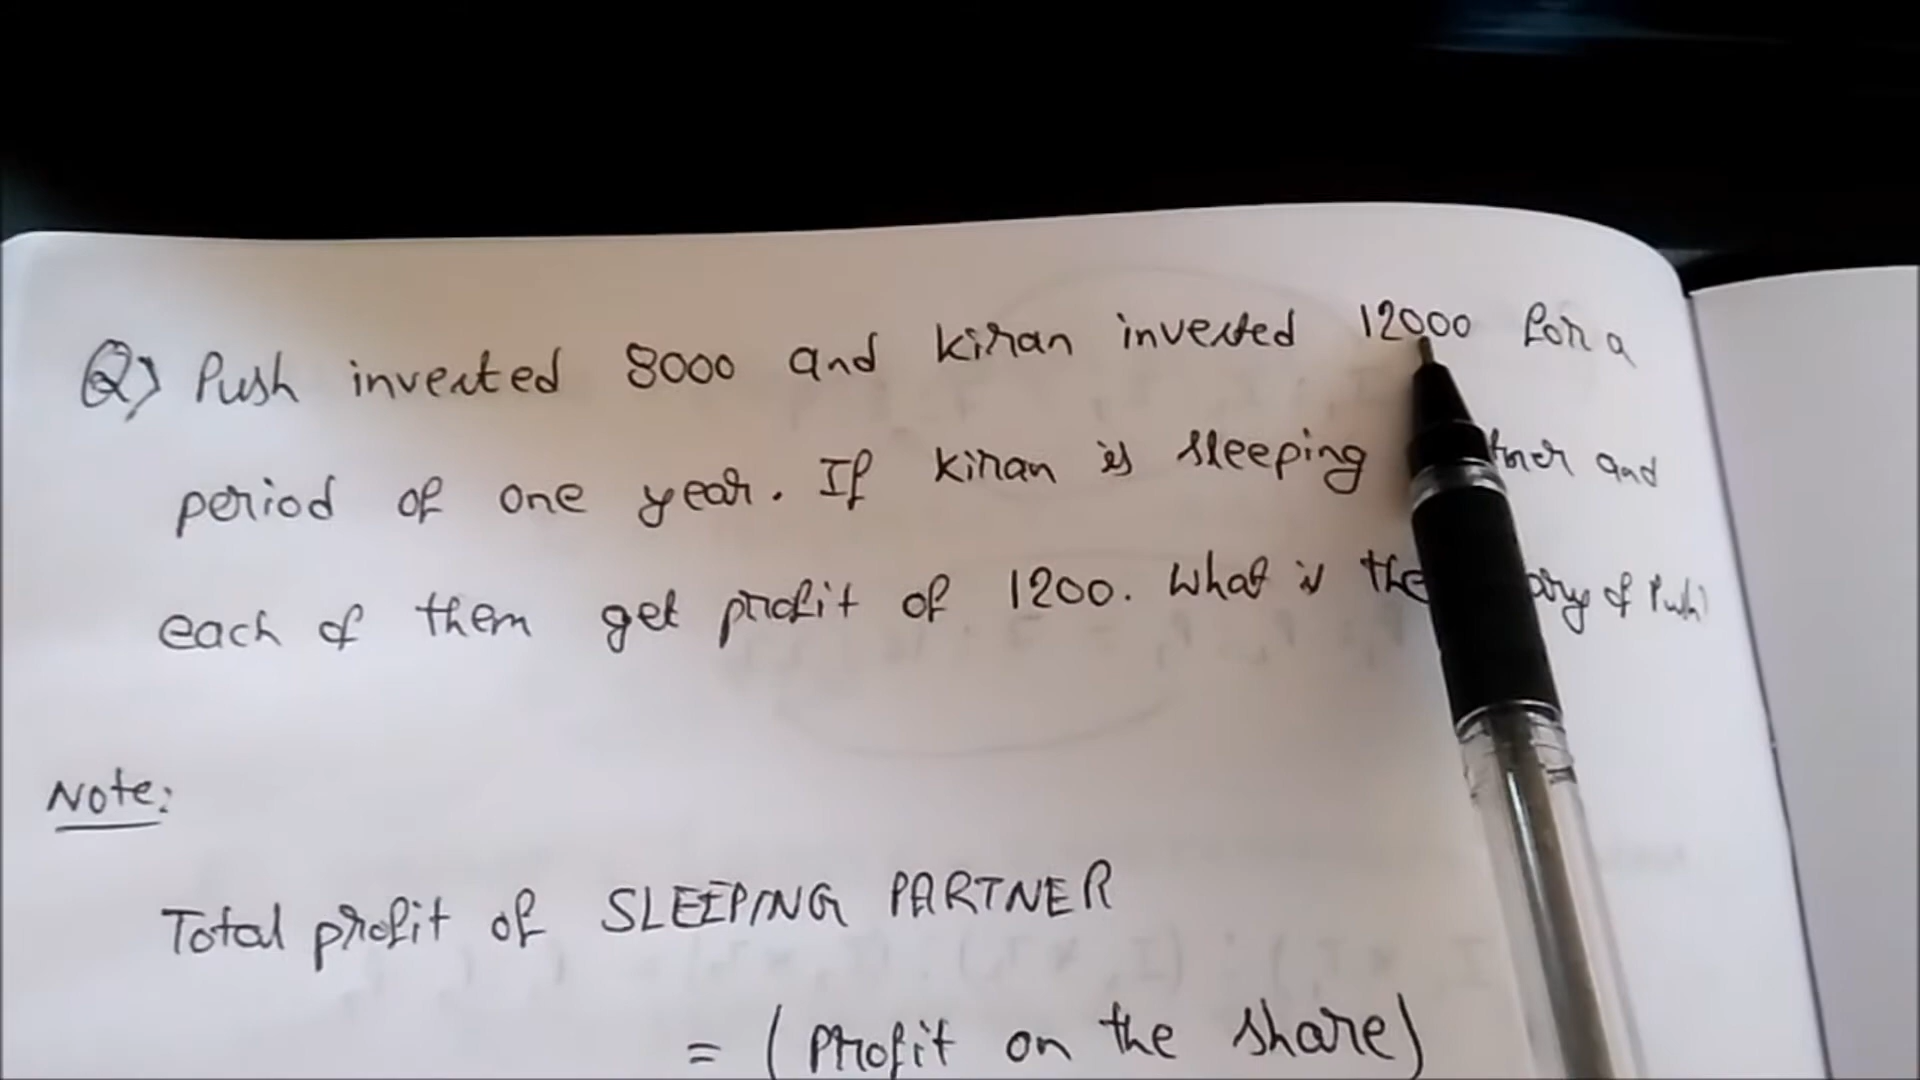 Q) Push invested 8000 and kiran invested 12000 for a
period of one year. If kiran is sleeping and
each of them get profit of 1200. what is the of Push
Note:
Total profit of SLEEPING PARTNER
= (Profit on the share)